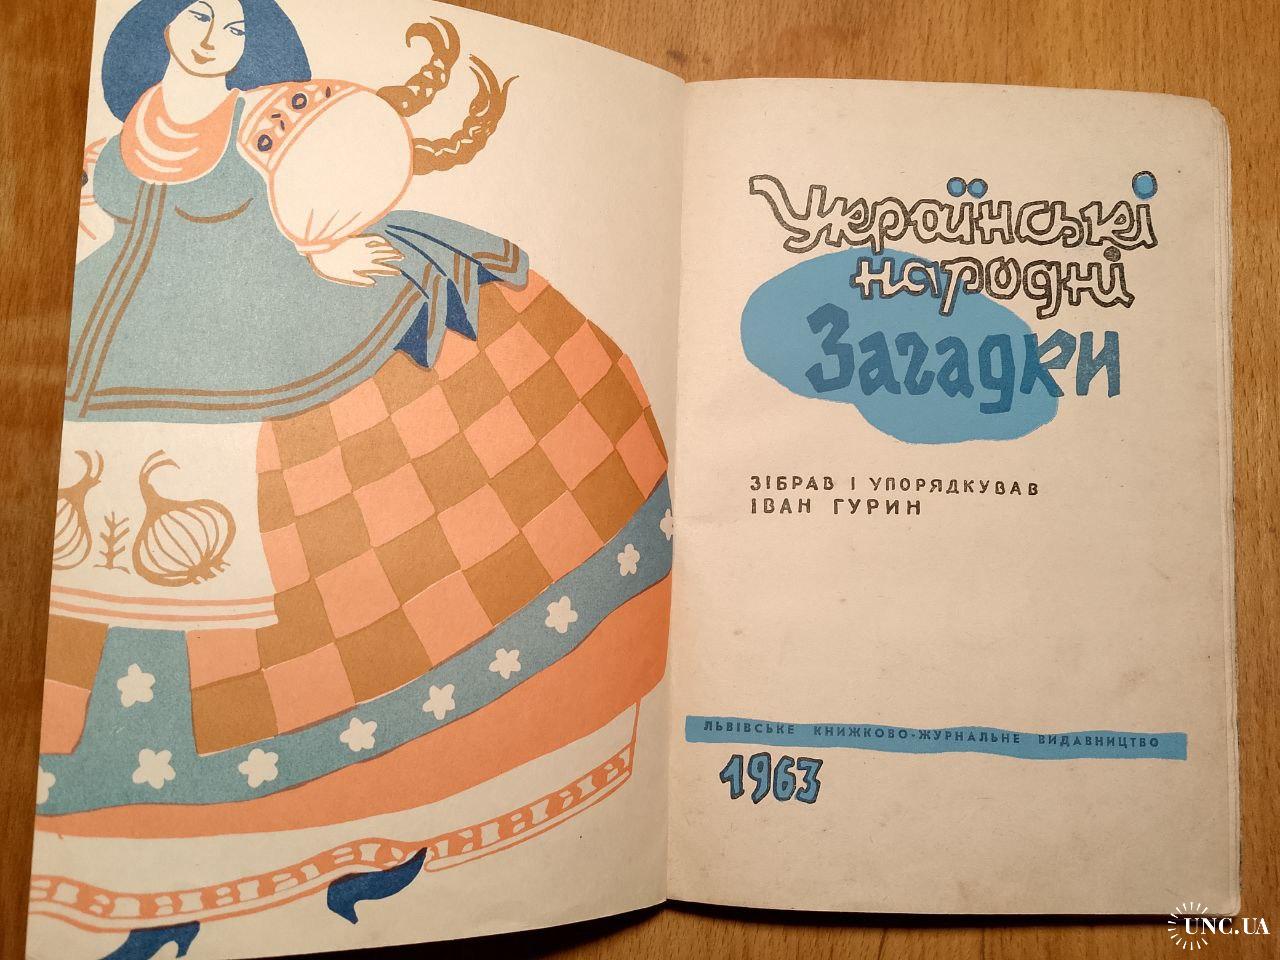 Українські
народні
Загадки
ЗІБРАВ І УПОРЯДКУВАВ
ІВАН ГУРИН
ЛЬВІВСЬКЕ КНИЖКОВО-ЖУРНАЛЬНЕ ВИДАВНИЦТВО
1963
UNC.UA